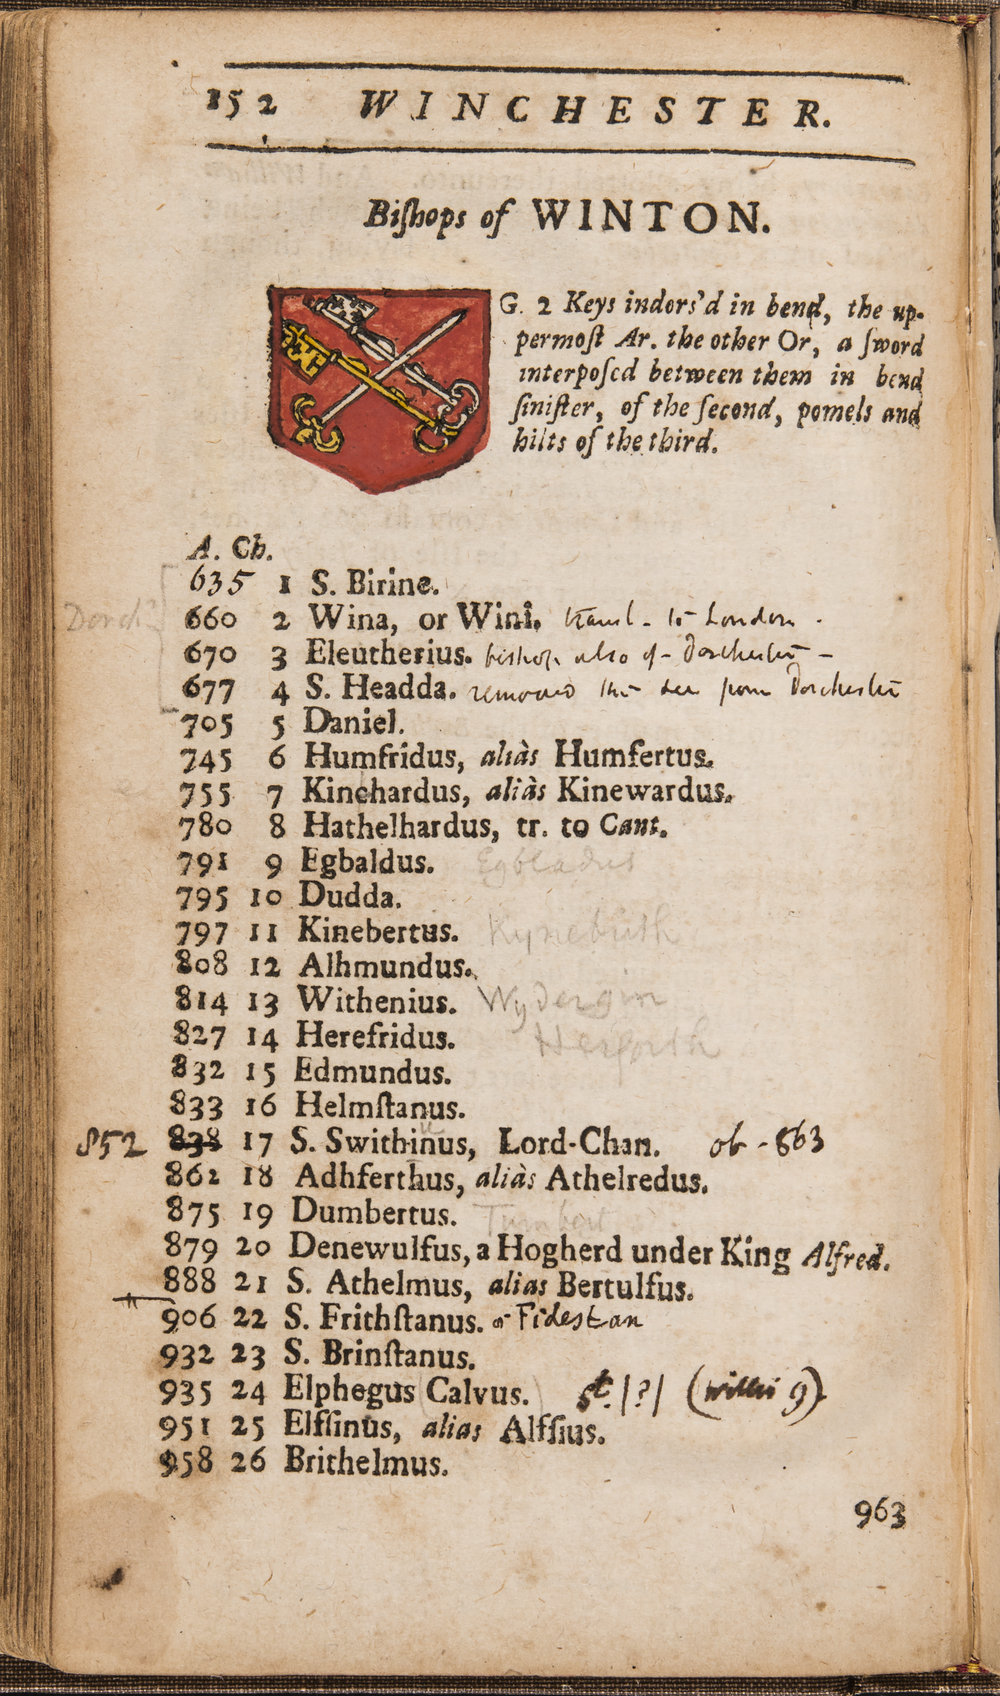 152 WINCHESTER.
Biſhops of WINTON.
G. 2 Keys indors'd in bend, the up-
permoſt Ar. the other Or, a ſword
interpoſed between them in bend
ſiniſter, of the ſecond, pomels and
hilts of the third.
A. Ch.
635 1 S. Birine.
Dorch
660 2 Wina, or Wini. transl. to London.
670 3 Eleutherius. bishop also of Dorchester
677 4 S. Headda. removed the see from Dorchester
705 5 Daniel.
745 6 Humfridus, aliàs Humfertus.
755 7 Kinehardus, aliàs Kinewardus.
780 8 Hathelhardus, tr. to Cant.
791 9 Egbaldus. Egbladus
795 10 Dudda.
797 11 Kinebertus. Kynebirth
808 12 Alhmundus.
814 13 Withenius. Wydergin
827 14 Herefridus.
832 15 Edmundus.
833 16 Helmſtanus.
852 838 17 S. Swithinus, Lord-Chan. ob - 863
862 18 Adhferthus, aliàs Athelredus.
875 19 Dumbertus. Tumbert
879 20 Denewulfus, a Hogherd under King Alfred.
888 21 S. Athelmus, alias Bertulfus.
906 22 S. Frithſtanus. or Fidestan
932 23 S. Brinſtanus.
935 24 Elphegus Calvus. St. |?| (willis 9)
951 25 Elfſinus, alias Alfſius.
958 26 Brithelmus.
963